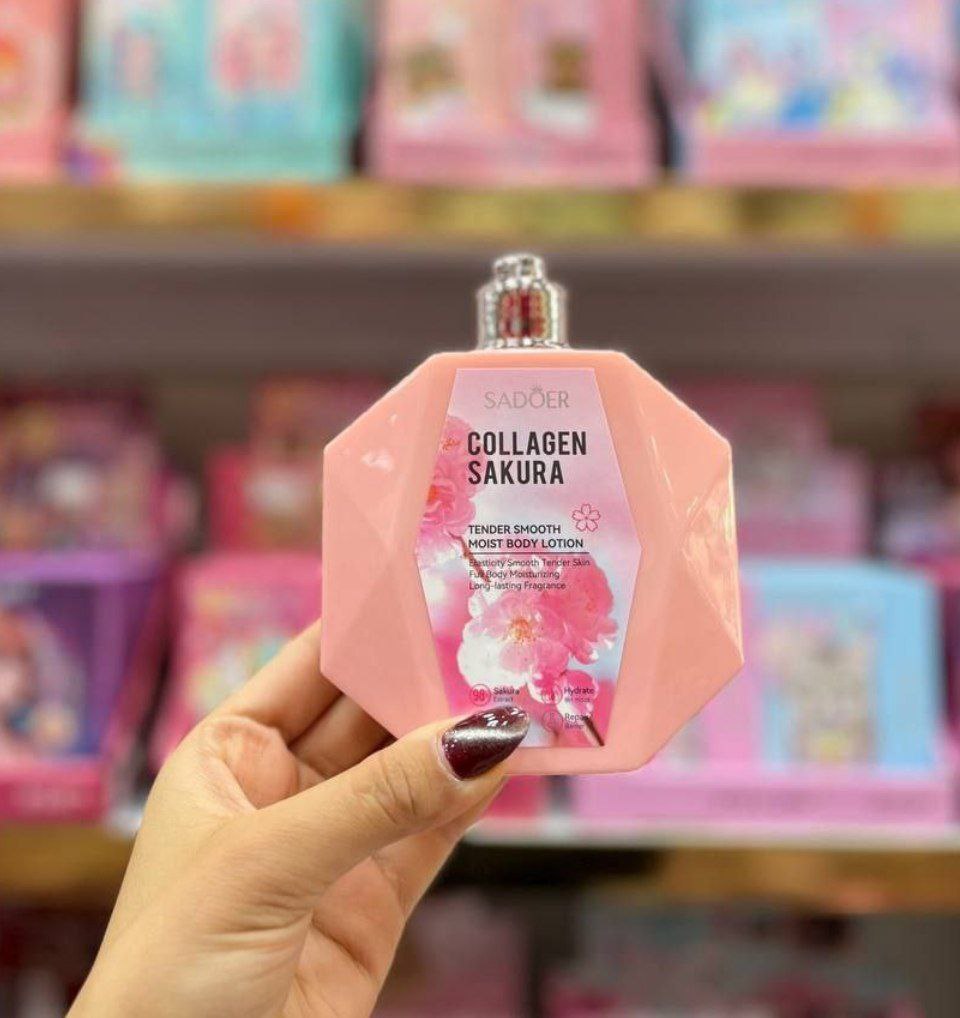 SADOER
COLLAGEN
SAKURA
TENDER SMOOTH
MOIST BODY LOTION
Elasticity Smooth Tender Skin
Full Body Moisturizing
Long-lasting Fragrance
Sakura
Extract
Hydrate